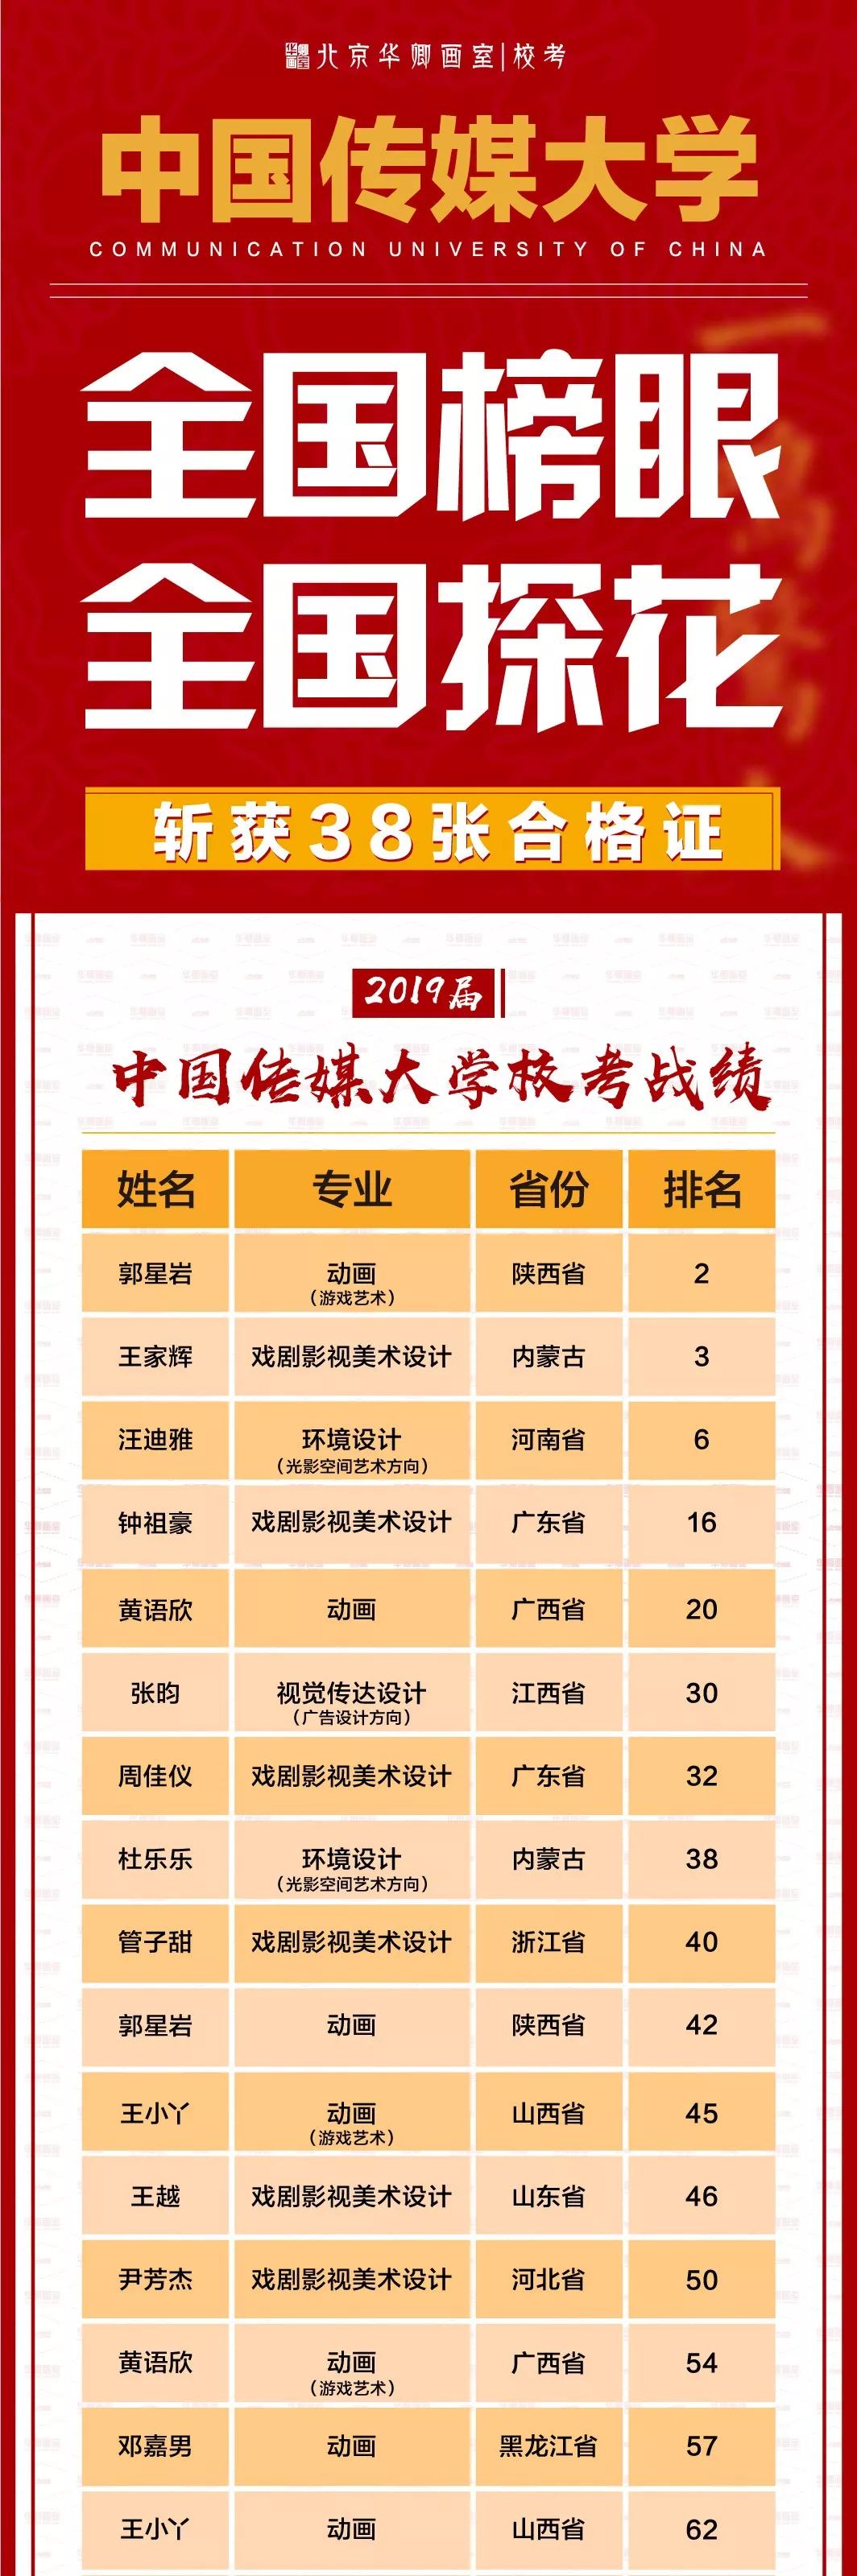 北京华卿画室|校考
中国传媒大学
COMMUNICATION UNIVERSITY OF CHINA
全国榜眼
全国探花
斩获38张合格证
2019届
中国传媒大学校考战绩
姓名 专业 省份 排名
郭星岩 动画 陕西省 2
（游戏艺术）
王家辉 戏剧影视美术设计 内蒙古 3
汪迪雅 环境设计 河南省 6
（光影空间艺术方向）
钟祖豪 戏剧影视美术设计 广东省 16
黄语欣 动画 广西省 20
张昀 视觉传达设计 江西省 30
（广告设计方向）
周佳仪 戏剧影视美术设计 广东省 32
杜乐乐 环境设计 内蒙古 38
（光影空间艺术方向）
管子甜 戏剧影视美术设计 浙江省 40
郭星岩 动画 陕西省 42
王小丫 动画 山西省 45
（游戏艺术）
王越 戏剧影视美术设计 山东省 46
尹芳杰 戏剧影视美术设计 河北省 50
黄语欣 动画 广西省 54
（游戏艺术）
邓嘉男 动画 黑龙江省 57
王小丫 动画 山西省 62